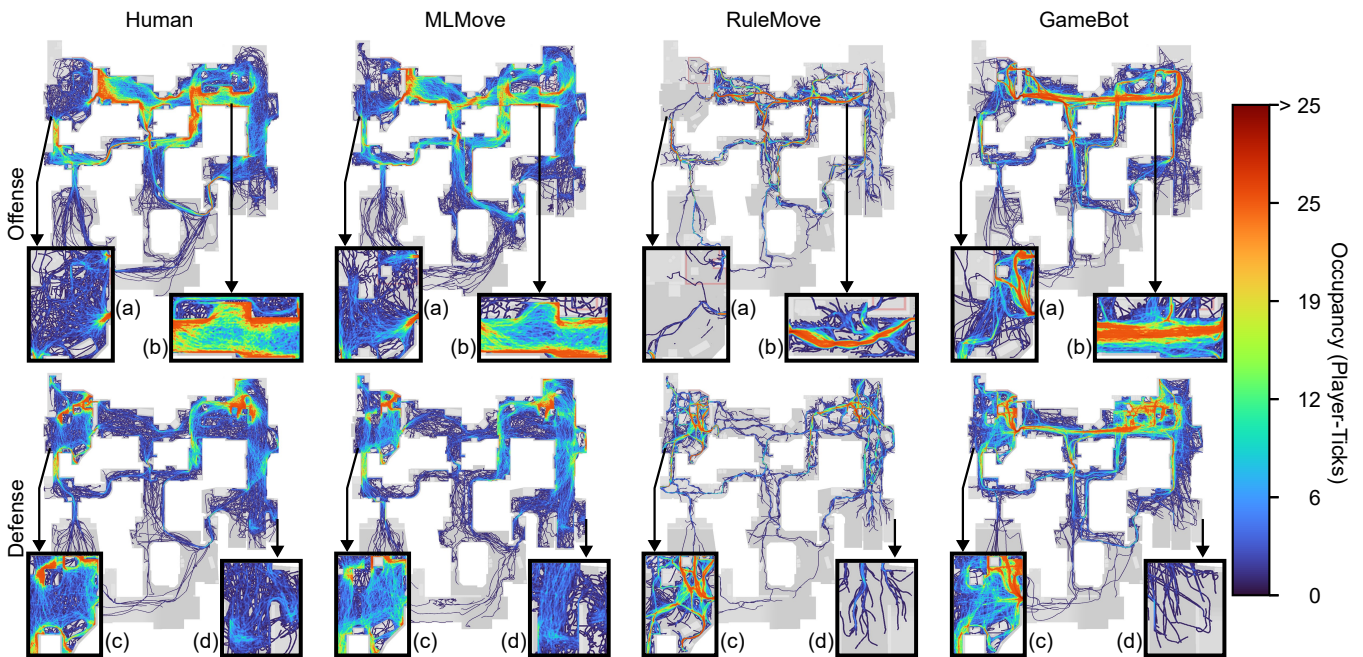 Human
MLMove
RuleMove
GameBot
Offense
(a)
(b)
(a)
(b)
(a)
(b)
(a)
(b)
Defense
(c)
(d)
(c)
(d)
(c)
(d)
(c)
(d)
> 25
25
19
12
6
0
Occupancy (Player-Ticks)